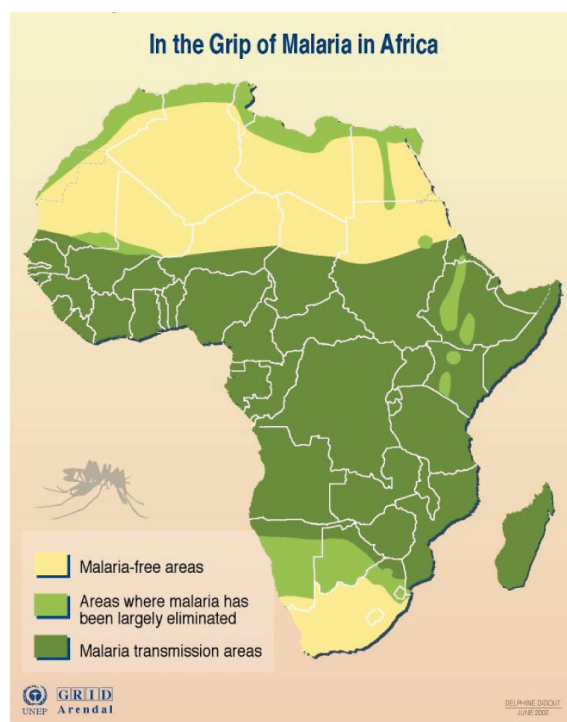 In the Grip of Malaria in Africa
Malaria-free areas
Areas where malaria has
been largely eliminated
Malaria transmission areas
UNEP
GRID
Arendal
DELPHINE DIGOUT
JUNE 2002